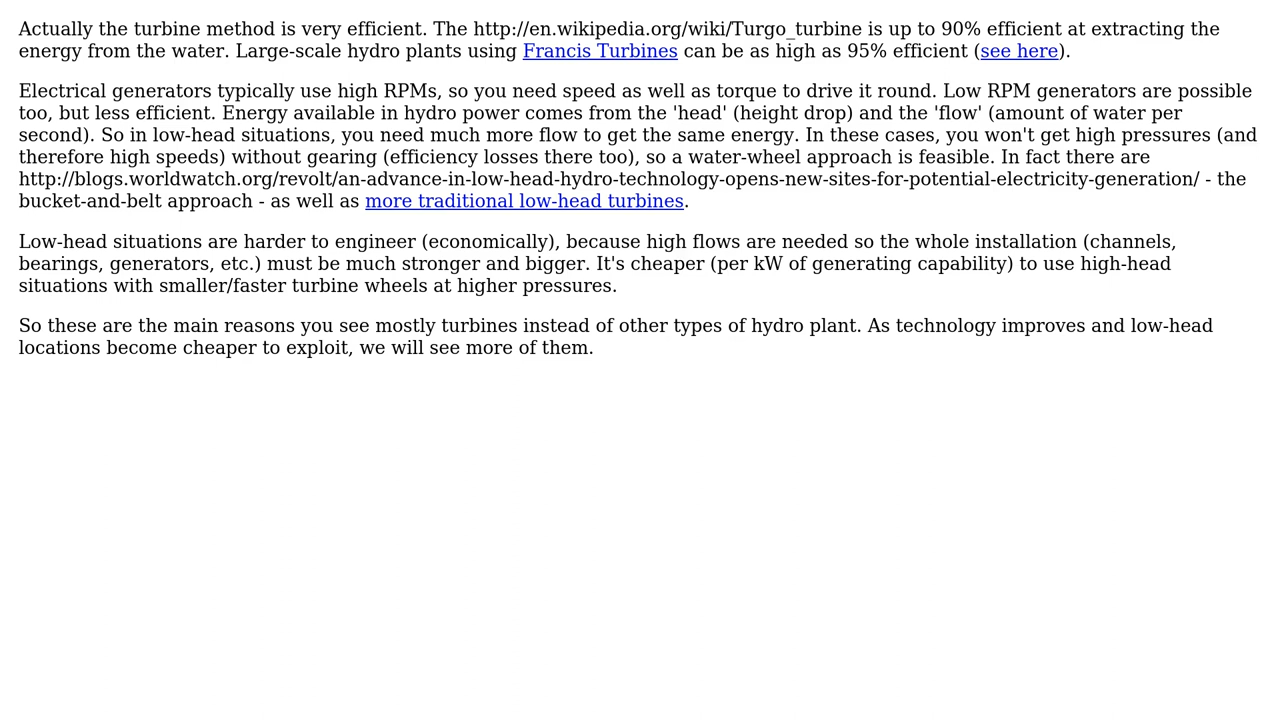 Actually the turbine method is very efficient. The http://en.wikipedia.org/wiki/Turgo_turbine is up to 90% efficient at extracting the
energy from the water. Large-scale hydro plants using Francis Turbines can be as high as 95% efficient (see here).
Electrical generators typically use high RPMs, so you need speed as well as torque to drive it round. Low RPM generators are possible
too, but less efficient. Energy available in hydro power comes from the 'head' (height drop) and the 'flow' (amount of water per
second). So in low-head situations, you need much more flow to get the same energy. In these cases, you won't get high pressures (and
therefore high speeds) without gearing (efficiency losses there too), so a water-wheel approach is feasible. In fact there are
http://blogs.worldwatch.org/revolt/an-advance-in-low-head-hydro-technology-opens-new-sites-for-potential-electricity-generation/ - the
bucket-and-belt approach - as well as more traditional low-head turbines.
Low-head situations are harder to engineer (economically), because high flows are needed so the whole installation (channels,
bearings, generators, etc.) must be much stronger and bigger. It's cheaper (per kW of generating capability) to use high-head
situations with smaller/faster turbine wheels at higher pressures.
So these are the main reasons you see mostly turbines instead of other types of hydro plant. As technology improves and low-head
locations become cheaper to exploit, we will see more of them.